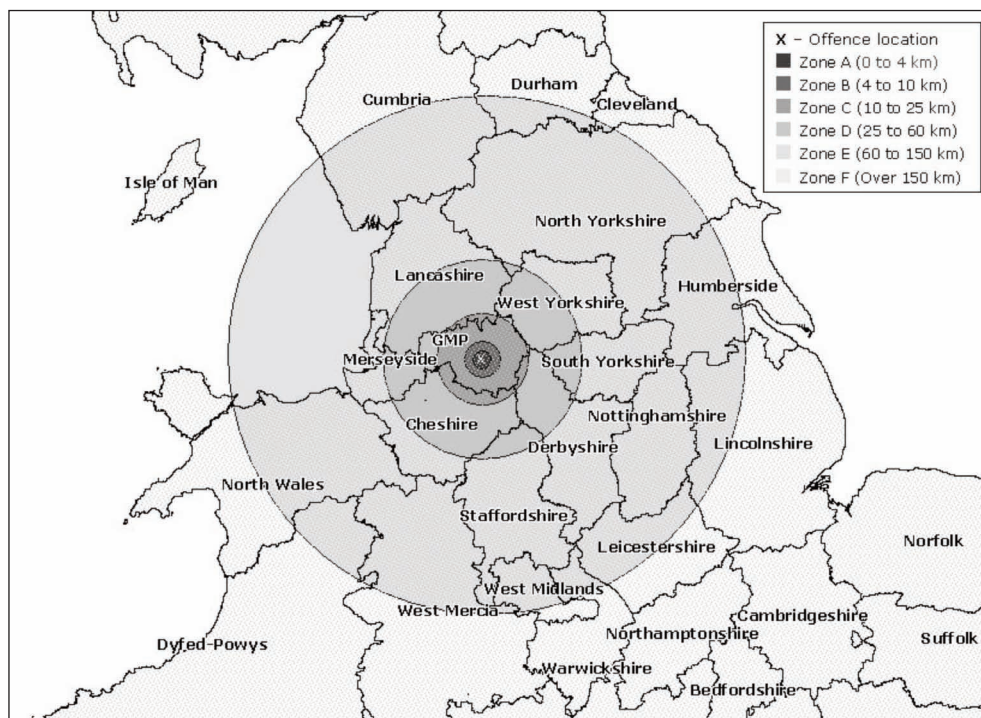 X – Offence location
Zone A (0 to 4 km)
Zone B (4 to 10 km)
Zone C (10 to 25 km)
Zone D (25 to 60 km)
Zone E (60 to 150 km)
Zone F (Over 150 km)
Durham
Cumbria
Cleveland
Isle of Man
North Yorkshire
Lancashire
Humberside
West Yorkshire
GMP
X
Merseyside
South Yorkshire
Nottinghamshire
Cheshire
Derbyshire
Lincolnshire
North Wales
Staffordshire
Norfolk
Leicestershire
West Midlands
West Mercia
Cambridgeshire
Northamptonshire
Suffolk
Dyfed-Powys
Warwickshire
Bedfordshire